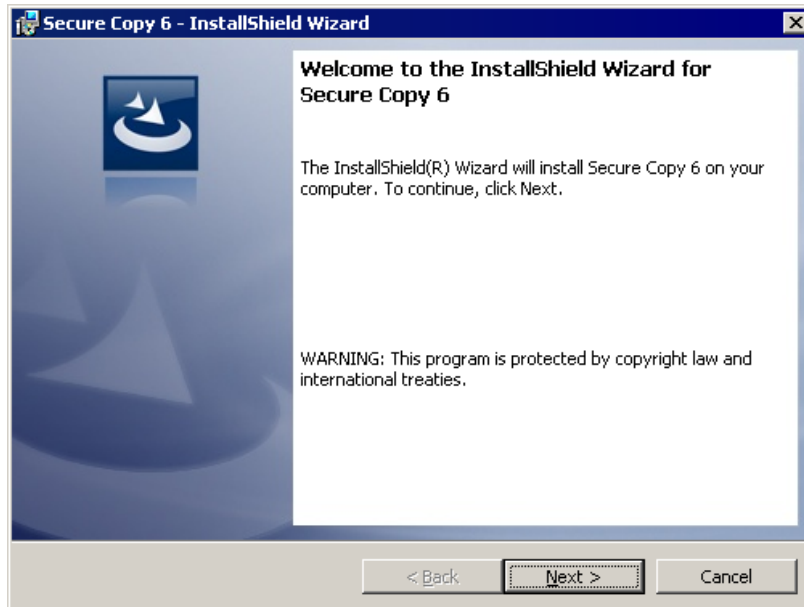 Secure Copy 6 - InstallShield Wizard
Welcome to the InstallShield Wizard for
Secure Copy 6
The InstallShield(R) Wizard will install Secure Copy 6 on your
computer. To continue, click Next.
WARNING: This program is protected by copyright law and
international treaties.
< Back Next > Cancel